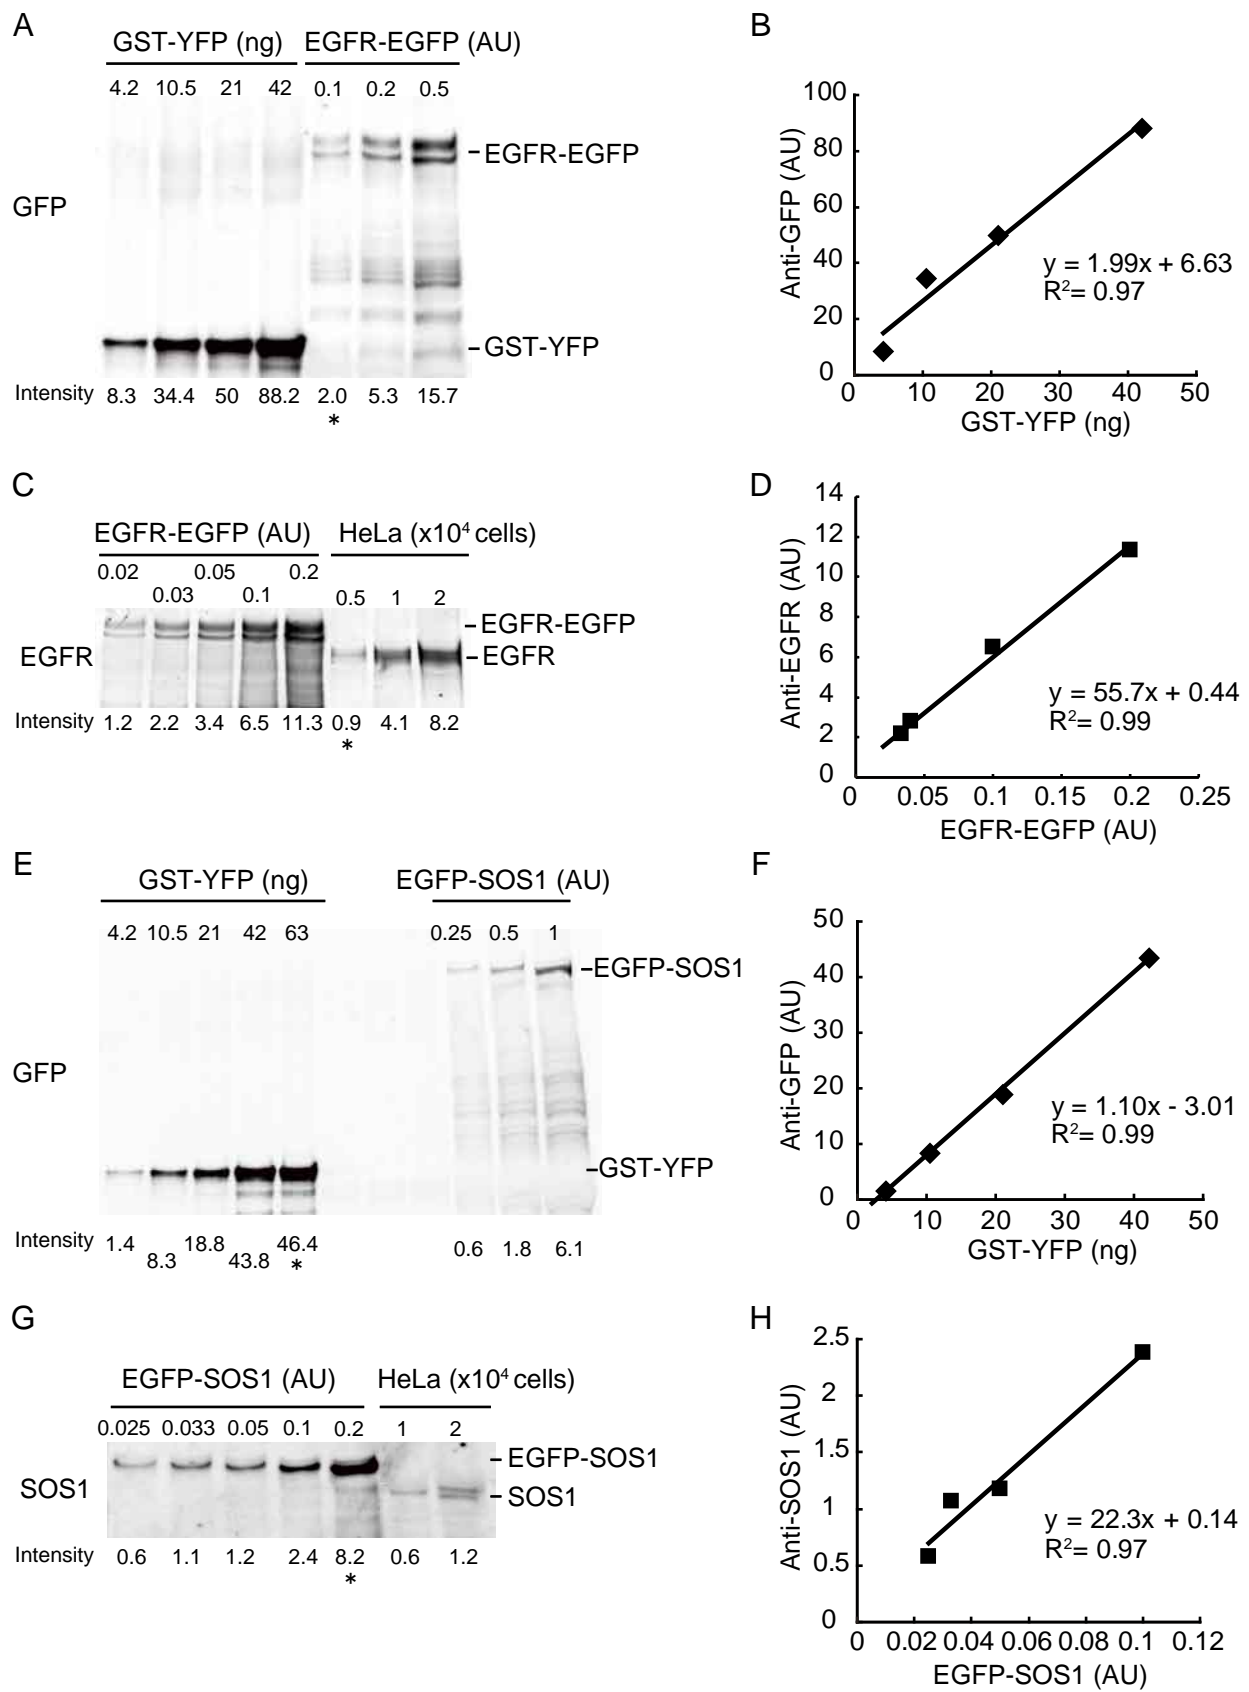 A
GST-YFP (ng) EGFR-EGFP (AU)
4.2 10.5 21 42 0.1 0.2 0.5
EGFR-EGFP
GFP
GST-YFP
Intensity 8.3 34.4 50 88.2 2.0 5.3 15.7
*
B
100
80
60
40
20
0
Anti-GFP (AU)
y = 1.99x + 6.63
R²= 0.97
0 10 20 30 40 50
GST-YFP (ng)
C
EGFR-EGFP (AU) HeLa (x10⁴ cells)
0.02 0.05 0.2
0.03 0.1 0.5 1 2
EGFR-EGFP
EGFR EGFR
Intensity 1.2 2.2 3.4 6.5 11.3 0.9 4.1 8.2
*
D
14
12
10
8
6
4
2
0
Anti-EGFR (AU)
y = 55.7x + 0.44
R²= 0.99
0 0.05 0.1 0.15 0.2 0.25
EGFR-EGFP (AU)
E
GST-YFP (ng) EGFP-SOS1 (AU)
4.2 10.5 21 42 63 0.25 0.5 1
EGFP-SOS1
GFP
GST-YFP
Intensity 1.4 18.8 46.4 0.6 1.8 6.1
8.3 43.8 *
F
50
40
30
20
10
0
Anti-GFP (AU)
y = 1.10x - 3.01
R²= 0.99
0 10 20 30 40 50
GST-YFP (ng)
G
EGFP-SOS1 (AU) HeLa (x10⁴ cells)
0.025 0.033 0.05 0.1 0.2 1 2
EGFP-SOS1
SOS1 SOS1
Intensity 0.6 1.1 1.2 2.4 8.2 0.6 1.2
*
H
2.5
2
1.5
1
0.5
0
Anti-SOS1 (AU)
y = 22.3x + 0.14
R²= 0.97
0 0.02 0.04 0.06 0.08 0.1 0.12
EGFP-SOS1 (AU)